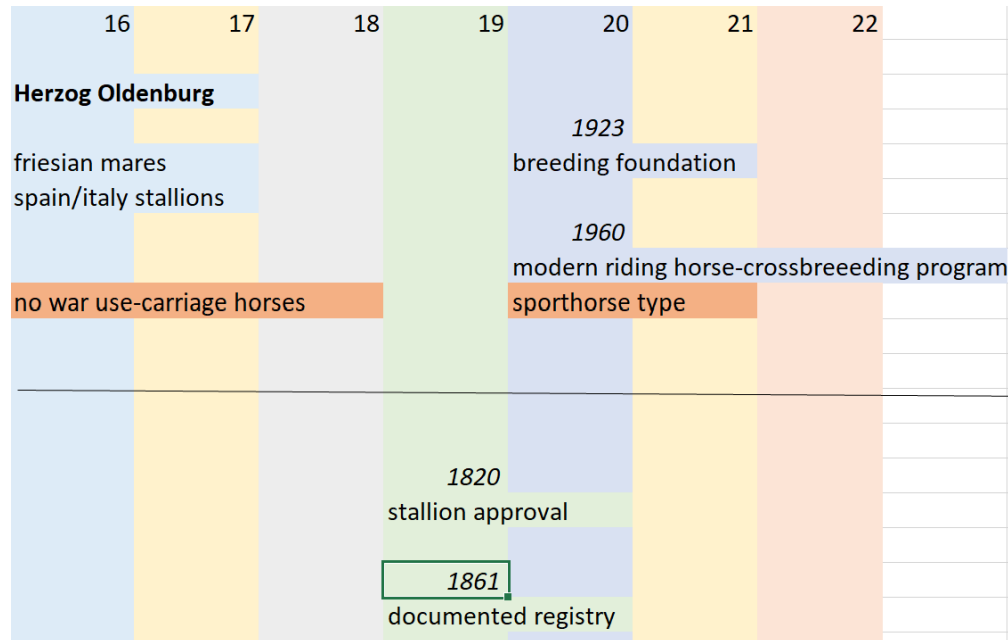 16 17 18 19 20 21 22
Herzog Oldenburg
1923
friesian mares breeding foundation
spain/italy stallions
1960
modern riding horse-crossbreeeding program
no war use-carriage horses sporthorse type
1820
stallion approval
1861
documented registry